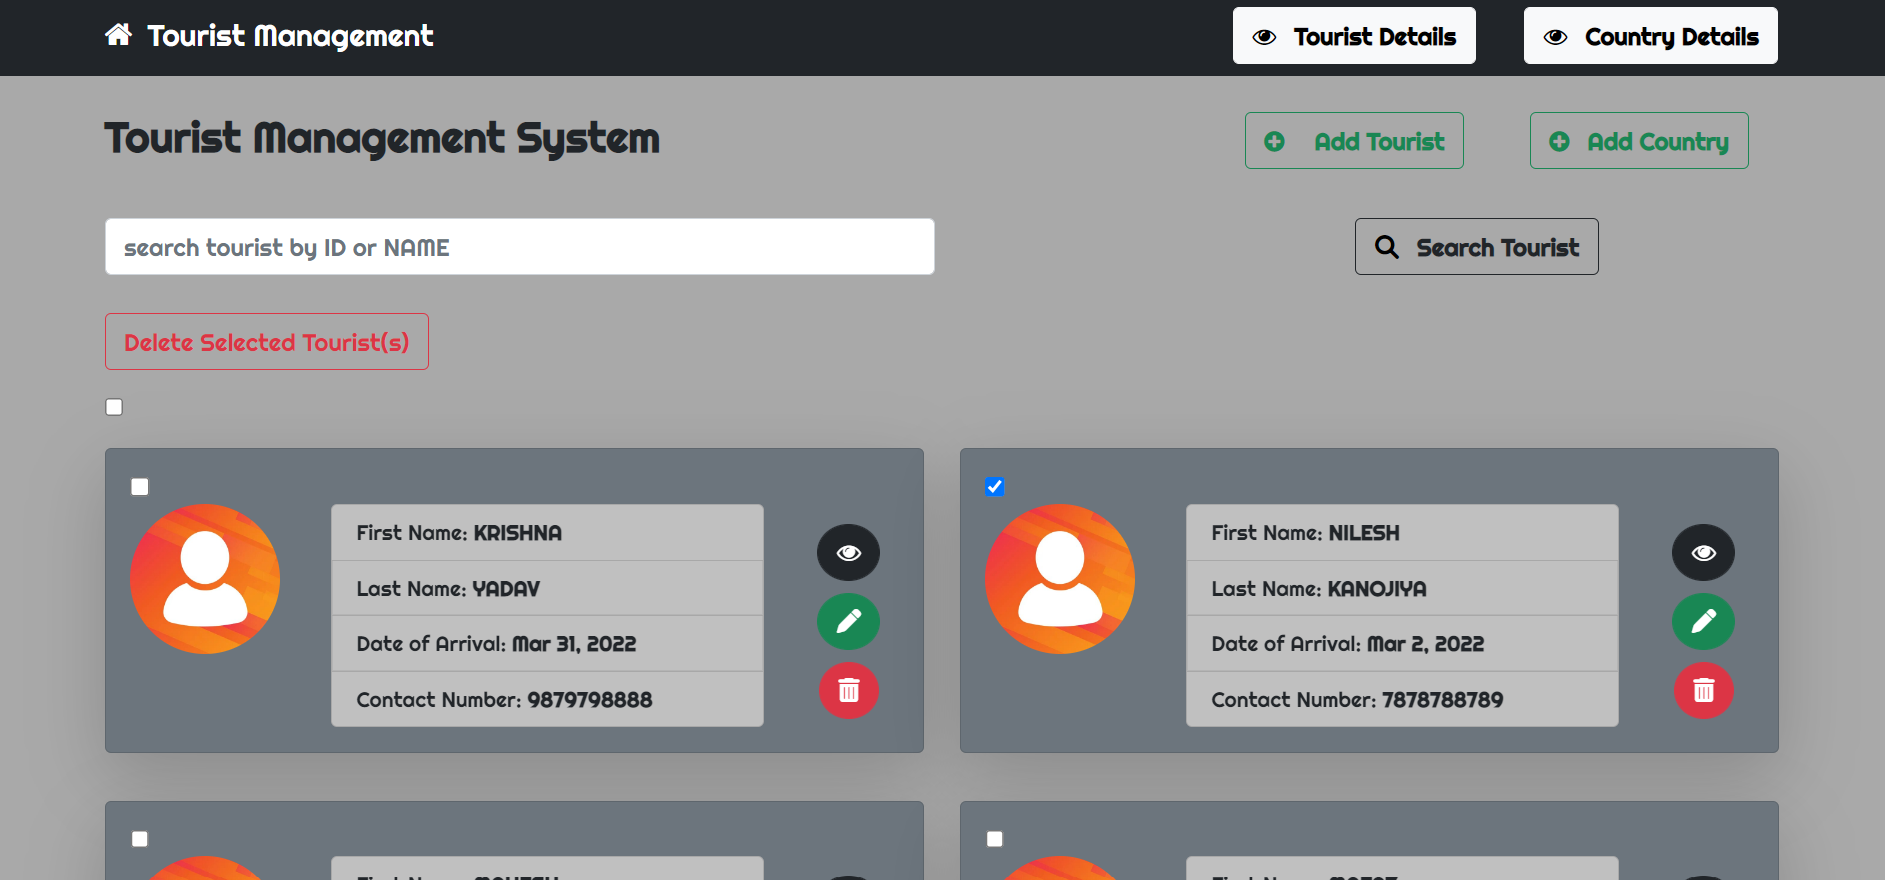 Tourist Management
Tourist Details
Country Details
Tourist Management System
Add Tourist
Add Country
search tourist by ID or NAME
Search Tourist
Delete Selected Tourist(s)
First Name: KRISHNA
Last Name: YADAV
Date of Arrival: Mar 31, 2022
Contact Number: 9879798888
First Name: NILESH
Last Name: KANOJIYA
Date of Arrival: Mar 2, 2022
Contact Number: 7878788789